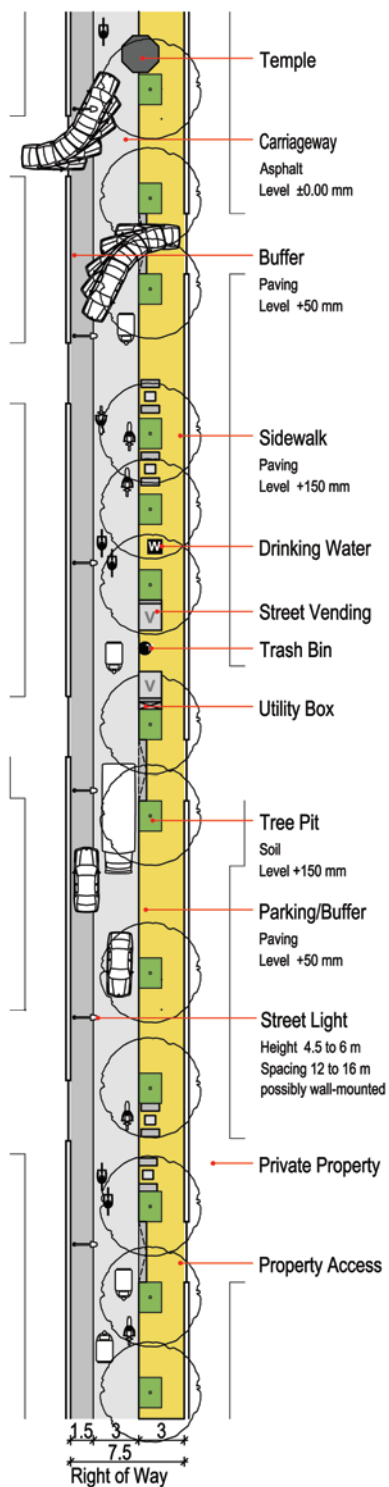 Temple
Carriageway
Asphalt
Level ±0.00 mm
Buffer
Paving
Level +50 mm
Sidewalk
Paving
Level +150 mm
W
Drinking Water
V
Street Vending
Trash Bin
V
Utility Box
Tree Pit
Soil
Level +150 mm
Parking/Buffer
Paving
Level +50 mm
Street Light
Height 4.5 to 6 m
Spacing 12 to 16 m
possibly wall-mounted
Private Property
Property Access
1.5 3 3
7.5
Right of Way